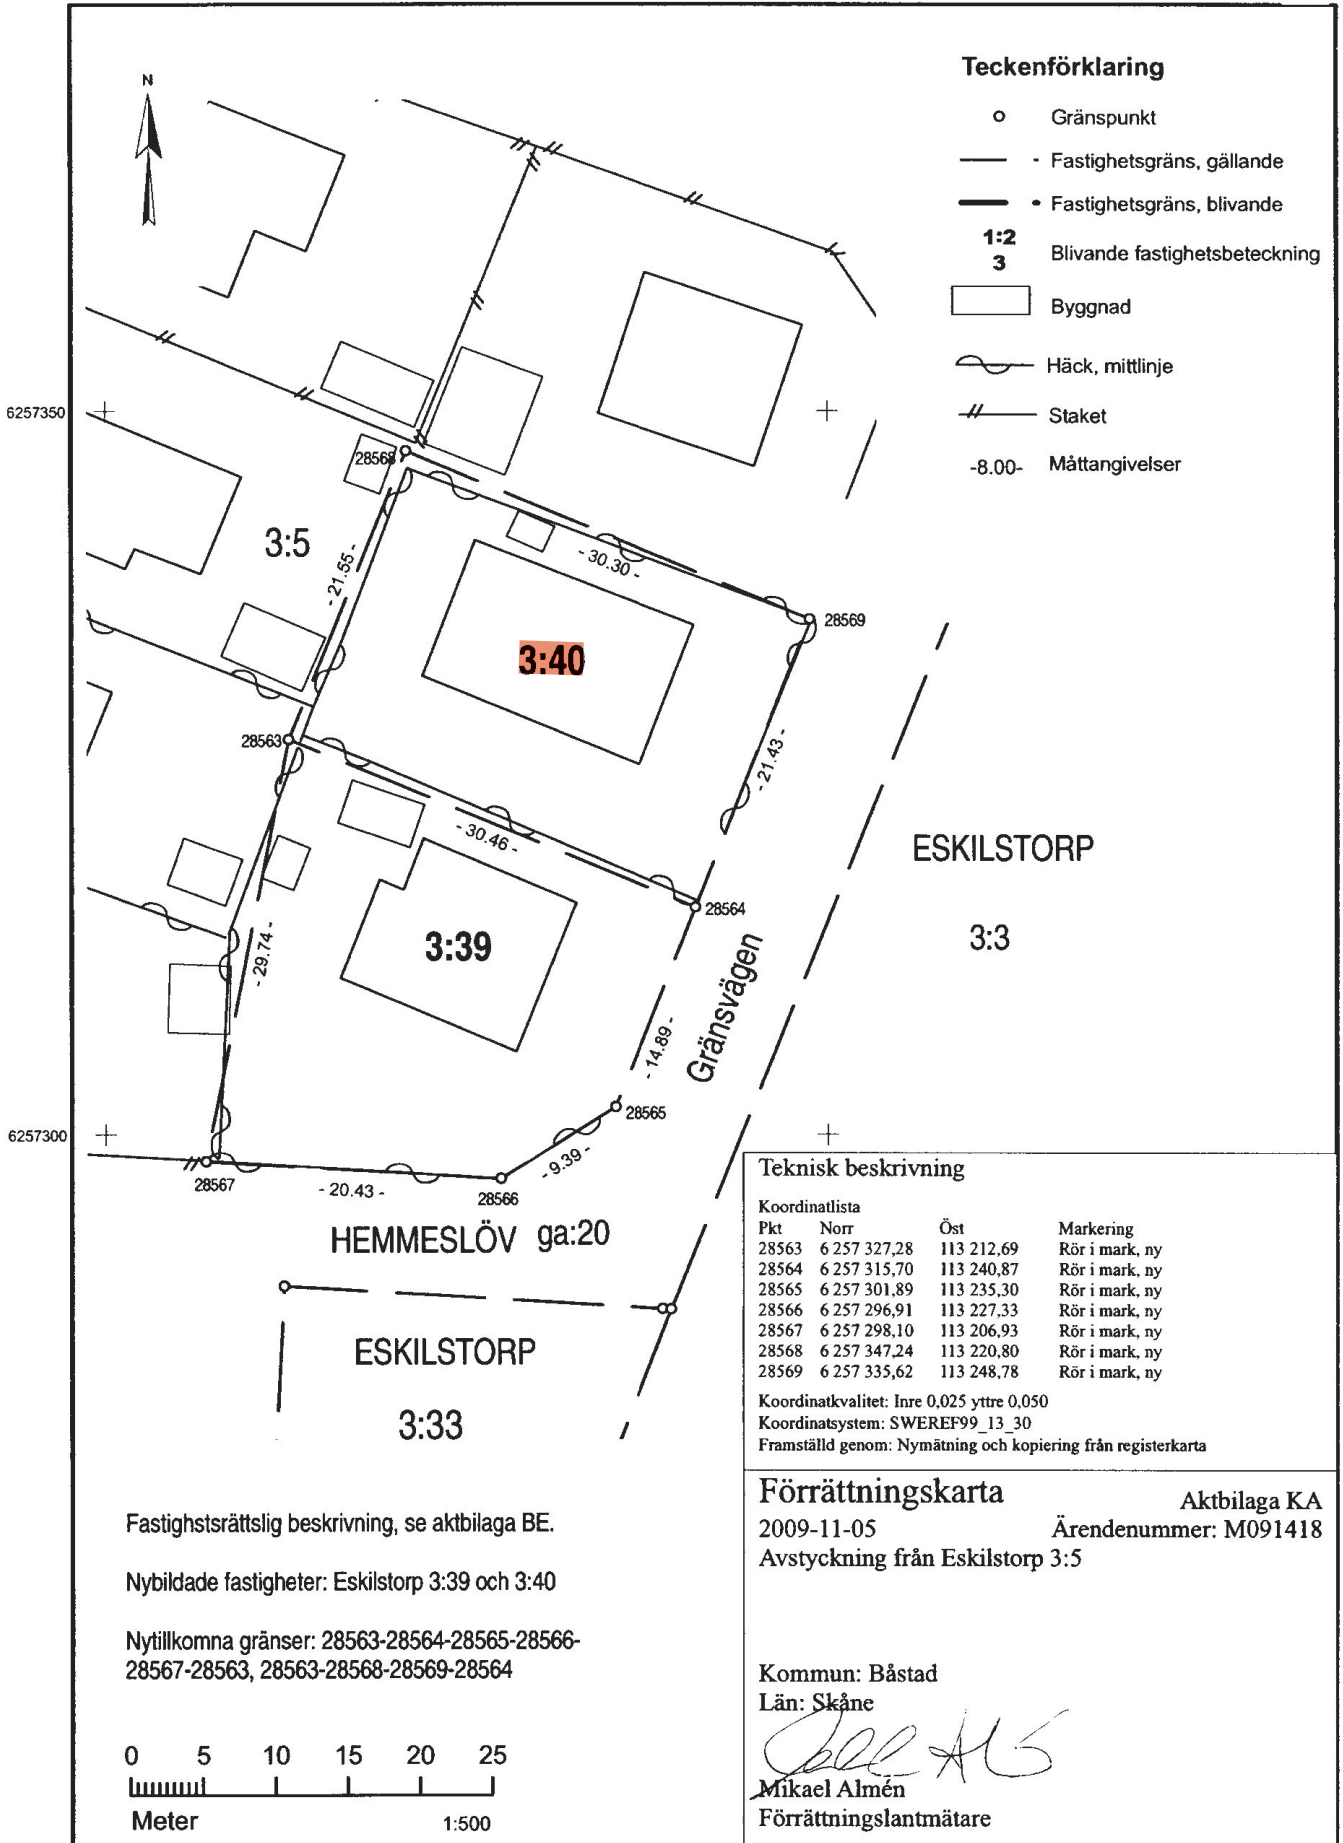 N
Teckenförklaring
Gränspunkt
Fastighetsgräns, gällande
Fastighetsgräns, blivande
1:2
3
Blivande fastighetsbeteckning
Byggnad
Häck, mittlinje
Staket
-8.00- Måttangivelser
6257350
28568
3:5
- 21.55 -
- 30.30 -
28569
3:40
28563
- 21.43 -
- 30.46 -
ESKILSTORP
3:3
28564
3:39
- 29.74 -
Gränsvägen
- 14.89 -
28565
6257300
- 9.39 -
28567
- 20.43 -
28566
HEMMESLÖV ga:20
ESKILSTORP
3:33
Teknisk beskrivning
Koordinatlista
Pkt Norr Öst Markering
28563 6 257 327,28 113 212,69 Rör i mark, ny
28564 6 257 315,70 113 240,87 Rör i mark, ny
28565 6 257 301,89 113 235,30 Rör i mark, ny
28566 6 257 296,91 113 227,33 Rör i mark, ny
28567 6 257 298,10 113 206,93 Rör i mark, ny
28568 6 257 347,24 113 220,80 Rör i mark, ny
28569 6 257 335,62 113 248,78 Rör i mark, ny
Koordinatkvalitet: Inre 0,025 yttre 0,050
Koordinatsystem: SWEREF99_13_30
Framställd genom: Nymätning och kopiering från registerkarta
Förrättningskarta
Aktbilaga KA
2009-11-05
Ärendenummer: M091418
Avstyckning från Eskilstorp 3:5
Kommun: Båstad
Län: Skåne
Mikael Almén
Förrättningslantmätare
Fastighstsrättslig beskrivning, se aktbilaga BE.
Nybildade fastigheter: Eskilstorp 3:39 och 3:40
Nytillkomna gränser: 28563-28564-28565-28566-
28567-28563, 28563-28568-28569-28564
0 5 10 15 20 25
Meter
1:500